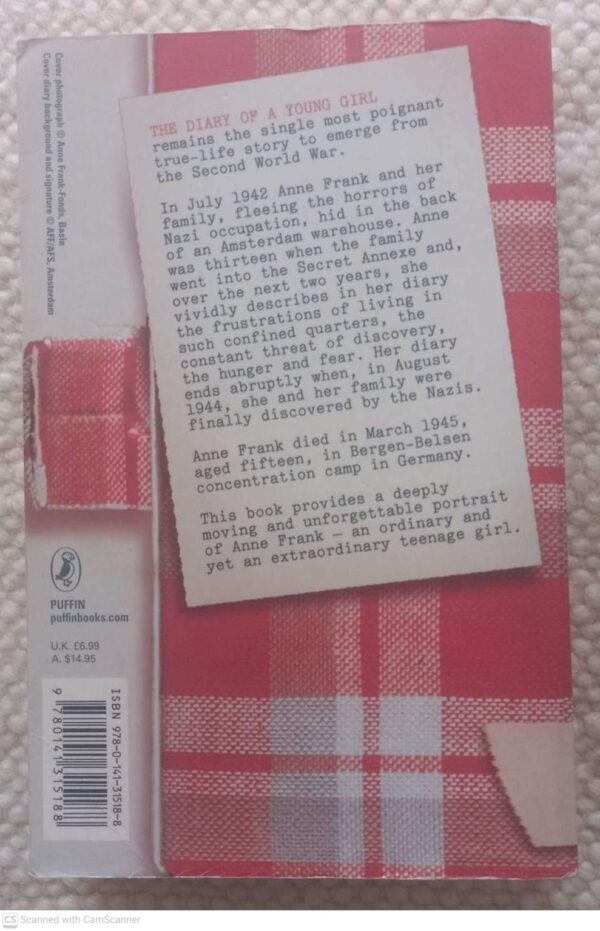 Cover photograph © Anne Frank-Fonds, Basle
Cover diary background and signature © AFF/AFS, Amsterdam
THE DIARY OF A YOUNG GIRL
remains the single most poignant
true-life story to emerge from
the Second World War.
In July 1942 Anne Frank and her
family, fleeing the horrors of
Nazi occupation, hid in the back
of an Amsterdam warehouse. Anne
was thirteen when the family
went into the Secret Annexe and,
over the next two years, she
vividly describes in her diary
the frustrations of living in
such confined quarters, the
constant threat of discovery,
the hunger and fear. Her diary
ends abruptly when, in August
1944, she and her family were
finally discovered by the Nazis.
Anne Frank died in March 1945,
aged fifteen, in Bergen-Belsen
concentration camp in Germany.
This book provides a deeply
moving and unforgettable portrait
of Anne Frank – an ordinary and
yet an extraordinary teenage girl.
PUFFIN
puffinbooks.com
U.K. £6.99
A. $14.95
ISBN 978-0-141-31518-8
9 780141 315188
CS Scanned with CamScanner